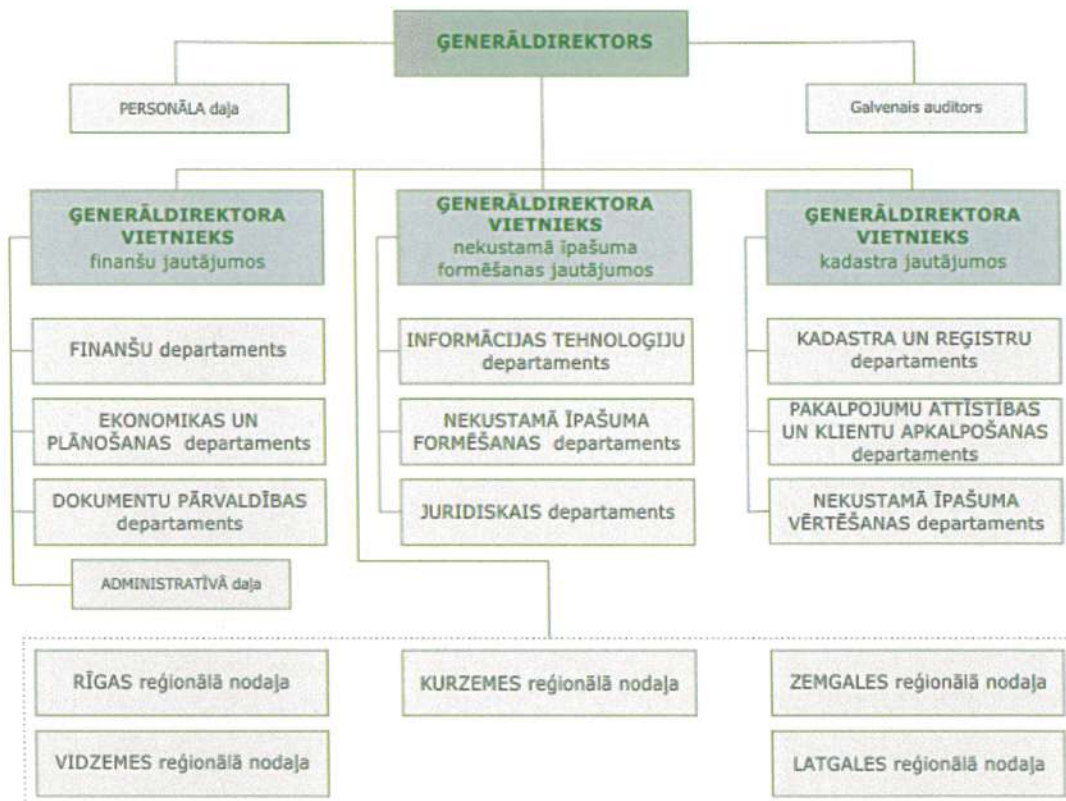 ĢENERĀLDIREKTORS
PERSONĀLA daļa
Galvenais auditors
ĢENERĀLDIREKTORA
VIETNIEKS
finanšu jautājumos
ĢENERĀLDIREKTORA
VIETNIEKS
nekustamā īpašuma
formēšanas jautājumos
ĢENERĀLDIREKTORA
VIETNIEKS
kadastra jautājumos
FINANŠU departaments
INFORMĀCIJAS TEHNOLOĢIJU
departaments
KADASTRA UN REĢISTRU
departaments
EKONOMIKAS UN
PLĀNOŠANAS departaments
NEKUSTAMĀ ĪPAŠUMA
FORMĒŠANAS departaments
PAKALPOJUMU ATTĪSTĪBAS
UN KLIENTU APKALPOŠANAS
departaments
DOKUMENTU PĀRVALDĪBAS
departaments
JURIDISKAIS departaments
NEKUSTAMĀ ĪPAŠUMA
VĒRTĒŠANAS departaments
ADMINISTRATĪVĀ daļa
RĪGAS reģionālā nodaļa
KURZEMES reģionālā nodaļa
ZEMGALES reģionālā nodaļa
VIDZEMES reģionālā nodaļa
LATGALES reģionālā nodaļa